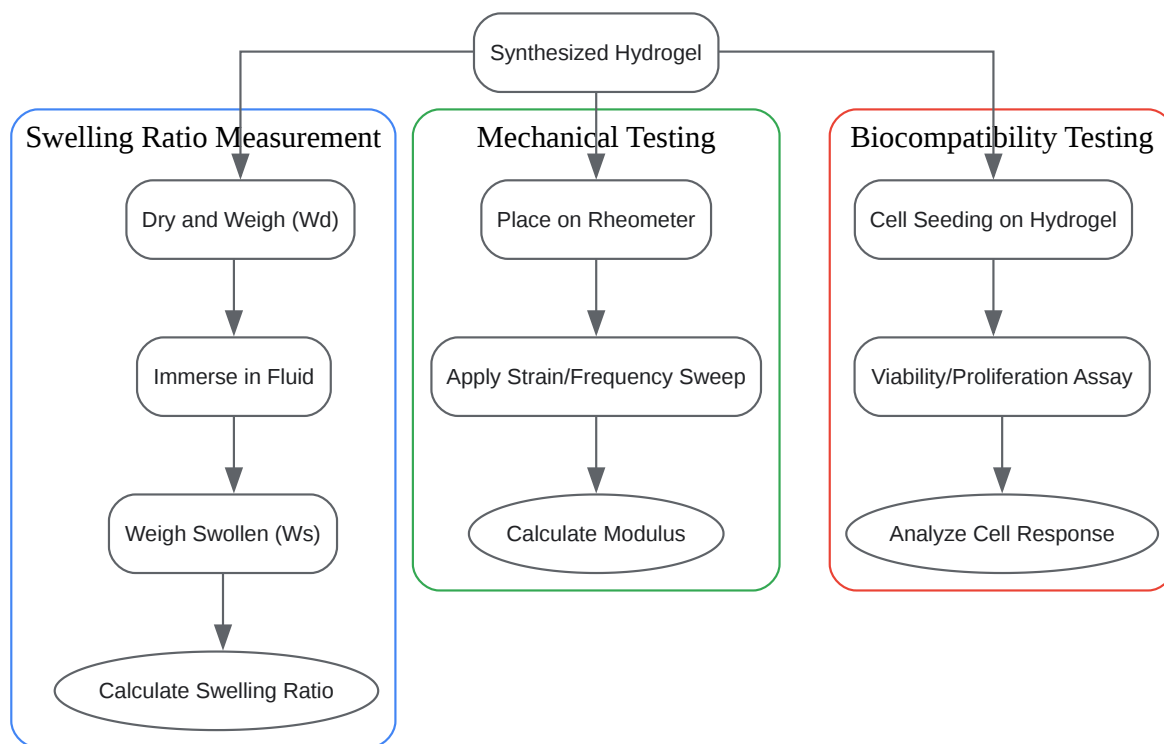 Synthesized Hydrogel
Swelling Ratio Measurement
Dry and Weigh (Wd)
Immerse in Fluid
Weigh Swollen (Ws)
Calculate Swelling Ratio
Mechanical Testing
Place on Rheometer
Apply Strain/Frequency Sweep
Calculate Modulus
Biocompatibility Testing
Cell Seeding on Hydrogel
Viability/Proliferation Assay
Analyze Cell Response